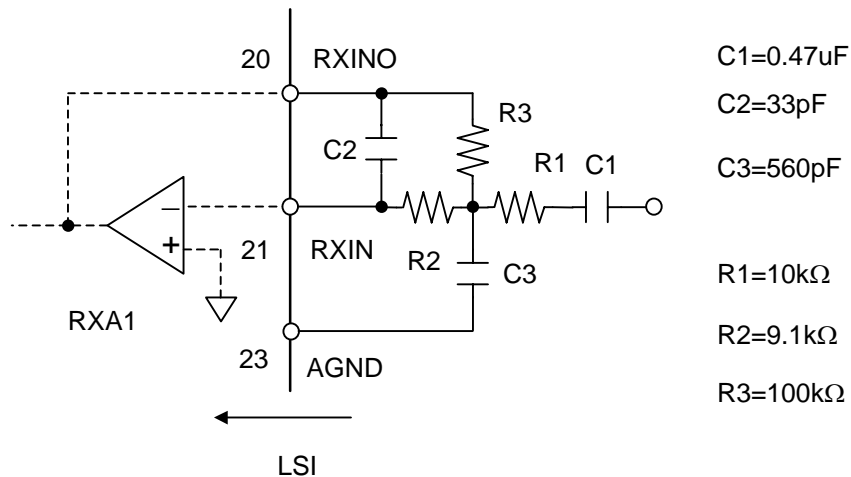 20 RXINO
C2
R3
R1 C1
−
+
21 RXIN
R2 C3
RXA1
23 AGND
LSI
C1=0.47uF
C2=33pF
C3=560pF
R1=10kΩ
R2=9.1kΩ
R3=100kΩ